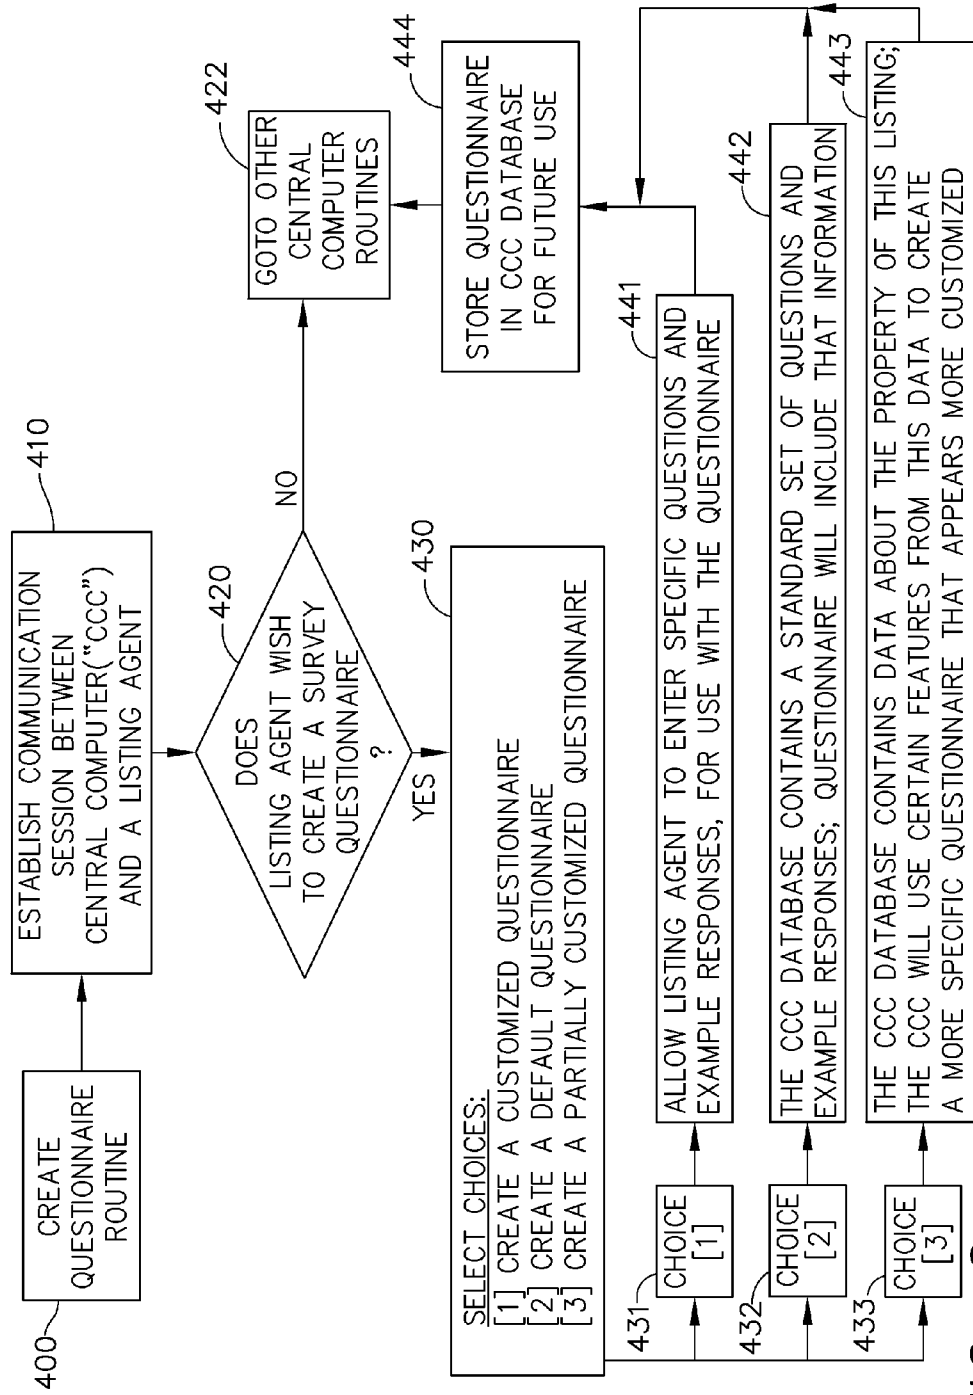 400
CREATE
QUESTIONNAIRE
ROUTINE
410
ESTABLISH COMMUNICATION
SESSION BETWEEN
CENTRAL COMPUTER("CCC")
AND A LISTING AGENT
420
DOES
LISTING AGENT WISH
TO CREATE A SURVEY
QUESTIONNAIRE
?
NO
YES
422
GOTO OTHER
CENTRAL
COMPUTER
ROUTINES
430
SELECT CHOICES:
[1] CREATE A CUSTOMIZED QUESTIONNAIRE
[2] CREATE A DEFAULT QUESTIONNAIRE
[3] CREATE A PARTIALLY CUSTOMIZED QUESTIONNAIRE
444
STORE QUESTIONNAIRE
IN CCC DATABASE
FOR FUTURE USE
431
CHOICE
[1]
441
ALLOW LISTING AGENT TO ENTER SPECIFIC QUESTIONS AND
EXAMPLE RESPONSES, FOR USE WITH THE QUESTIONNAIRE
432
CHOICE
[2]
442
THE CCC DATABASE CONTAINS A STANDARD SET OF QUESTIONS AND
EXAMPLE RESPONSES; QUESTIONNAIRE WILL INCLUDE THAT INFORMATION
433
CHOICE
[3]
443
THE CCC DATABASE CONTAINS DATA ABOUT THE PROPERTY OF THIS LISTING;
THE CCC WILL USE CERTAIN FEATURES FROM THIS DATA TO CREATE
A MORE SPECIFIC QUESTIONNAIRE THAT APPEARS MORE CUSTOMIZED